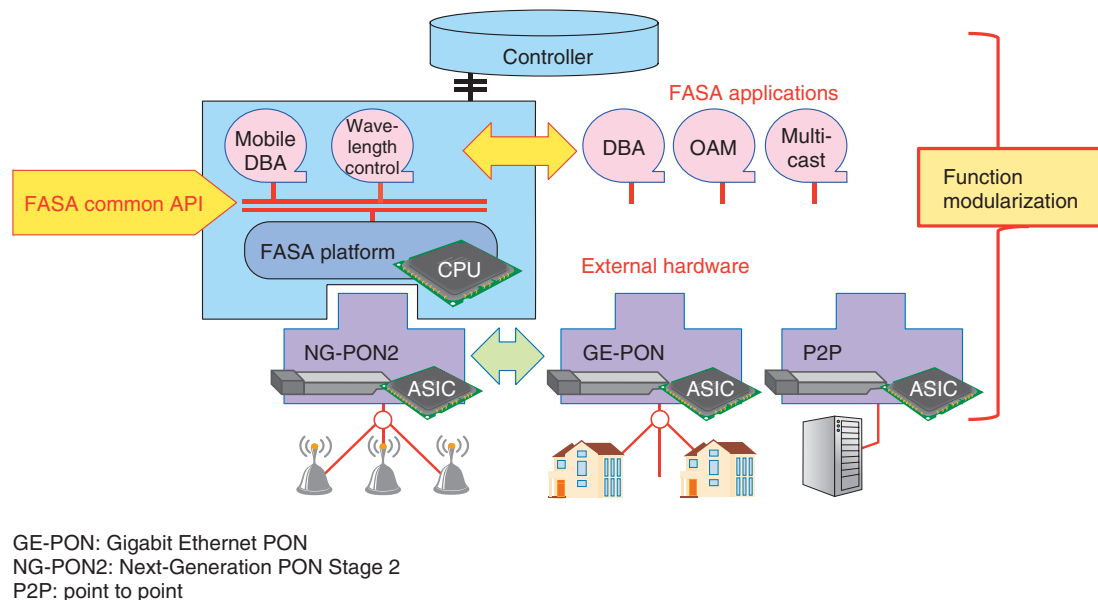 Controller
FASA applications
Mobile
DBA
Wave-
length
control
DBA
OAM
Multi-
cast
FASA common API
Function
modularization
FASA platform
CPU
External hardware
NG-PON2
ASIC
GE-PON
ASIC
P2P
ASIC
GE-PON: Gigabit Ethernet PON
NG-PON2: Next-Generation PON Stage 2
P2P: point to point